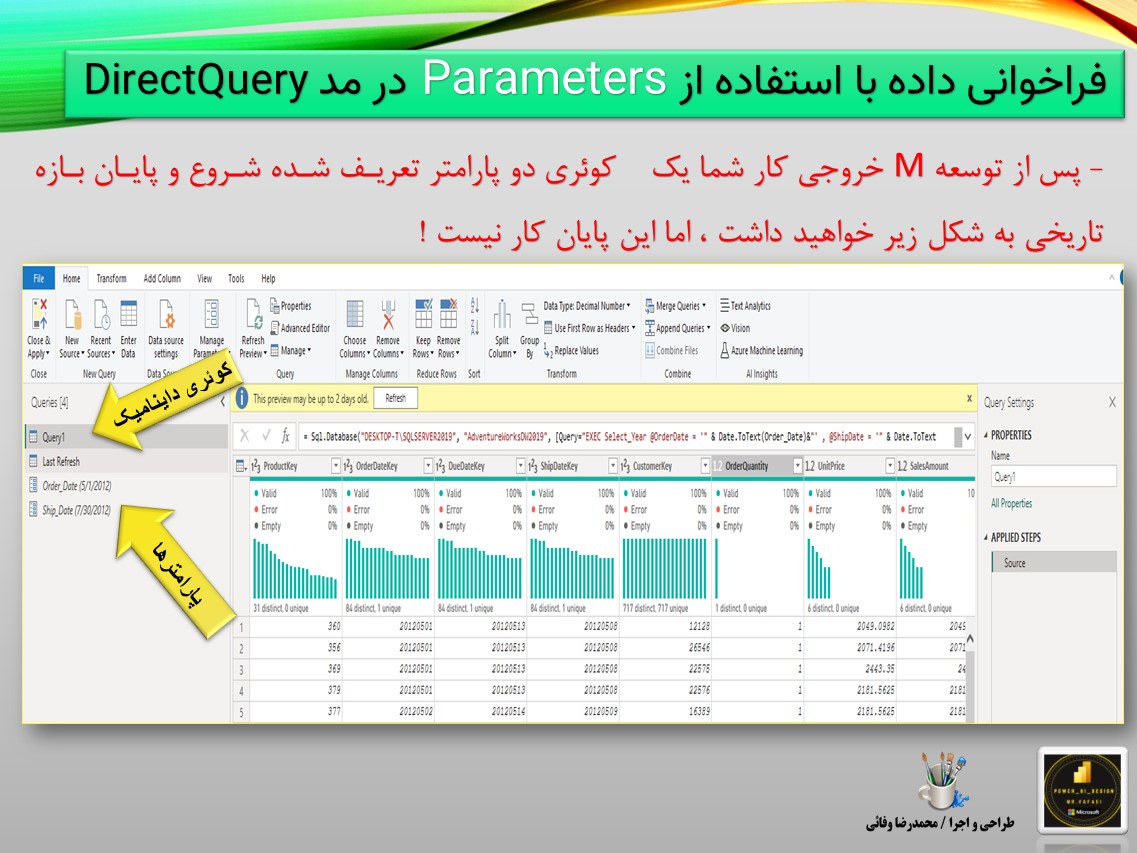 فراخوانی داده با استفاده از Parameters در مد DirectQuery
- پس از توسعه M خروجی کار شما یک کوئری دو پارامتر تعریف شده شروع و پایان بازه
تاریخی به شکل زیر خواهید داشت ، اما این پایان کار نیست !
File Home Transform Add Column View Tools Help
Close & Apply New Source Recent Sources Enter Data Data source settings Manage Parameters Refresh Preview Properties Advanced Editor Manage Choose Columns Remove Columns Keep Rows Remove Rows Split Column Group By Data Type: Decimal Number Use First Row as Headers Replace Values Merge Queries Append Queries Combine Files Text Analytics Vision Azure Machine Learning
Close New Query Data Sou Query Manage Columns Reduce Rows Sort Transform Combine AI Insights
کوئری داینامیک
Queries [4]
This preview may be up to 2 days old. Refresh
Query Settings
Query1
Last Refresh
Order_Date (5/1/2012)
Ship_Date (7/30/2012)
پارامترها
= Sql.Database("DESKTOP-T\SQLSERVER2019", "AdventureWorksDW2019", [Query="EXEC Select_Year @OrderDate = '" & Date.ToText(Order_Date)&"' , @ShipDate = '" & Date.ToText
1²3 ProductKey 1²3 OrderDateKey 1²3 DueDateKey 1²3 ShipDateKey 1²3 CustomerKey 1.2 OrderQuantity 1.2 UnitPrice 1.2 SalesAmount
Valid 100% Valid 100% Valid 100% Valid 100% Valid 100% Valid 100% Valid 100% Valid 10
Error 0% Error 0% Error 0% Error 0% Error 0% Error 0% Error 0% Error
Empty 0% Empty 0% Empty 0% Empty 0% Empty 0% Empty 0% Empty 0% Empty
31 distinct, 0 unique 84 distinct, 1 unique 84 distinct, 1 unique 84 distinct, 1 unique 717 distinct, 717 unique 1 distinct, 0 unique 6 distinct, 0 unique 6 distinct, 0 unique
1 360 20120501 20120513 20120508 12128 1 2049.0982 2049
2 356 20120501 20120513 20120508 26546 1 2071.4196 2071
3 369 20120501 20120513 20120508 22575 1 2443.35 24
4 379 20120501 20120513 20120508 22576 1 2181.5625 2181
5 377 20120502 20120514 20120509 16389 1 2181.5625 2181
PROPERTIES
Name
Query1
All Properties
APPLIED STEPS
Source
طراحی و اجرا / محمدرضا وفائی
POWER_BI_DESIGN
MR.VAFAEI
Microsoft